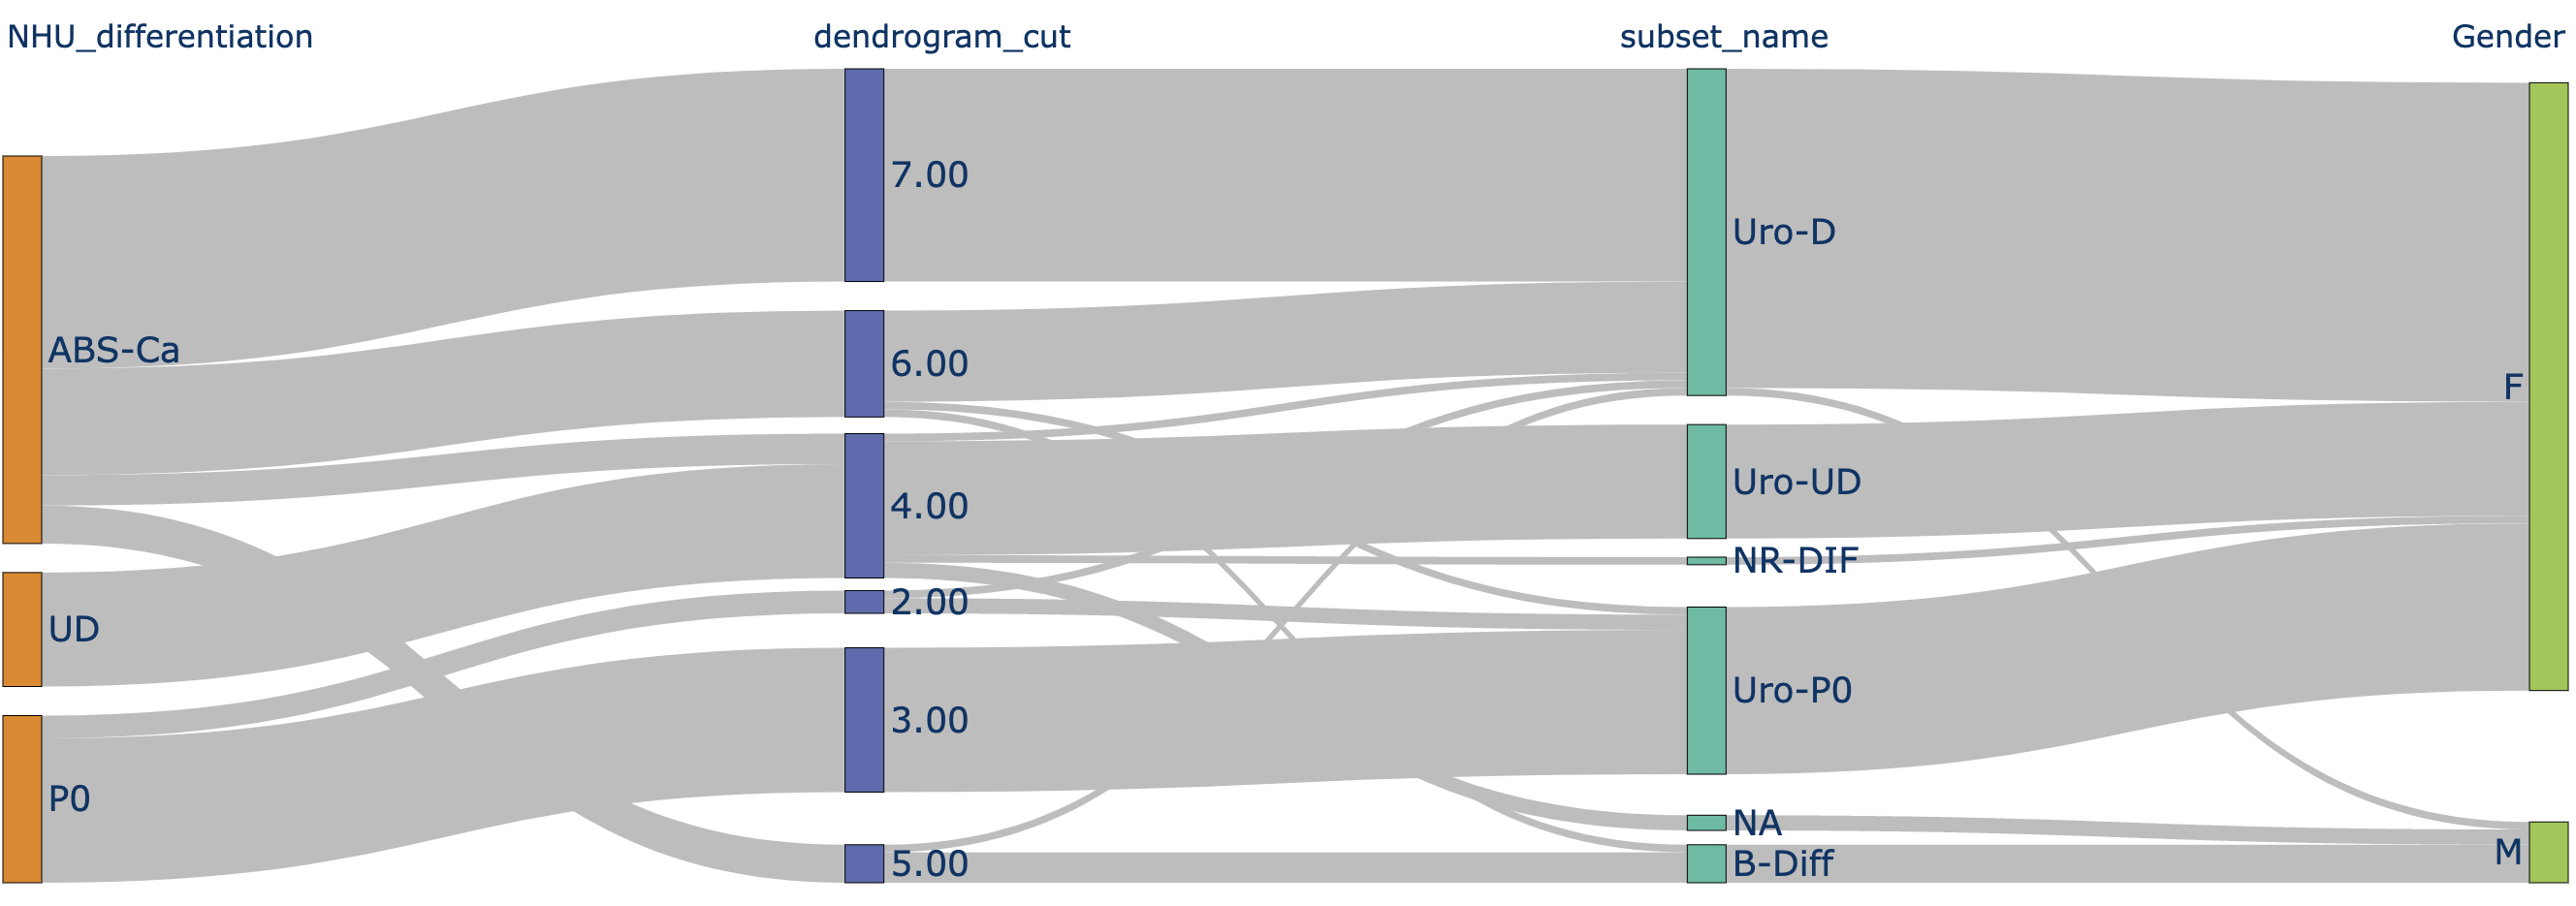 NHU_differentiation
dendrogram_cut
subset_name
Gender
ABS-Ca
UD
P0
7.00
6.00
4.00
2.00
3.00
5.00
Uro-D
Uro-UD
NR-DIF
Uro-P0
NA
B-Diff
F
M